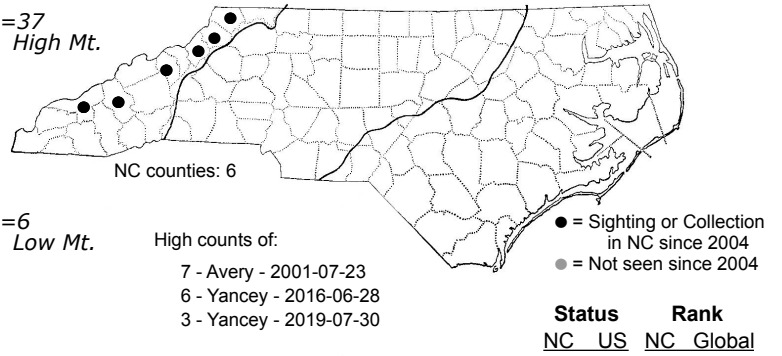 =37
High Mt.
NC counties: 6
=6
Low Mt.
High counts of:
7 - Avery - 2001-07-23
6 - Yancey - 2016-06-28
3 - Yancey - 2019-07-30
● = Sighting or Collection
in NC since 2004
● = Not seen since 2004
Status Rank
NC US NC Global